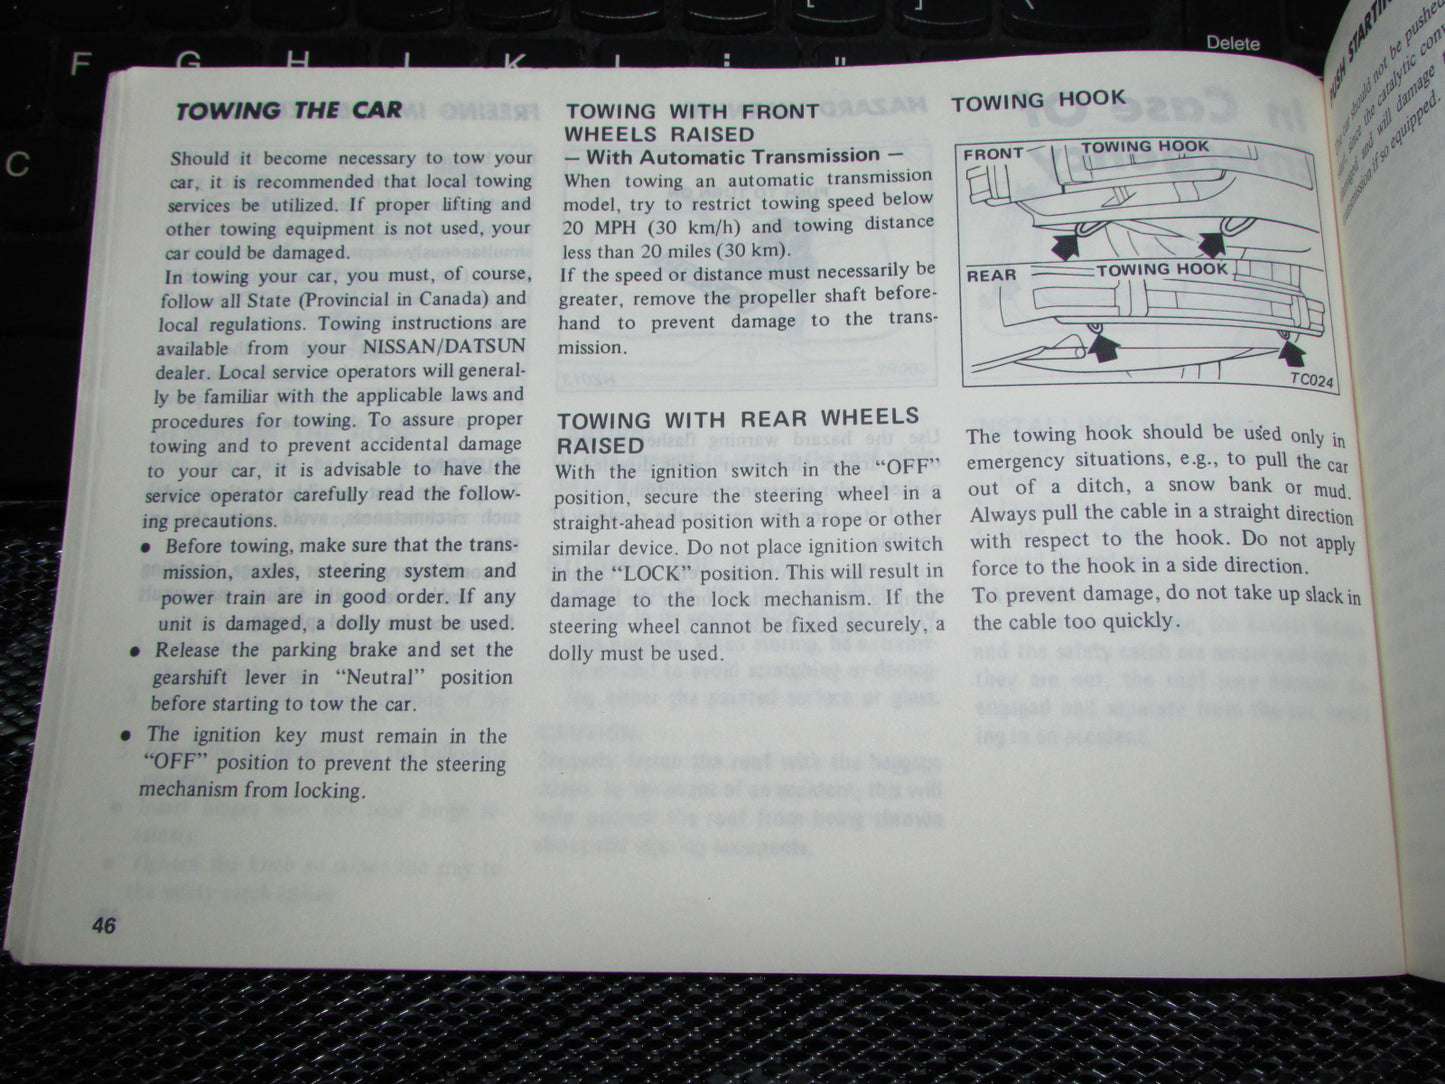 TOWING THE CAR
Should it become necessary to tow your
car, it is recommended that local towing
services be utilized. If proper lifting and
other towing equipment is not used, your
car could be damaged.
In towing your car, you must, of course,
follow all State (Provincial in Canada) and
local regulations. Towing instructions are
available from your NISSAN/DATSUN
dealer. Local service operators will general-
ly be familiar with the applicable laws and
procedures for towing. To assure proper
towing and to prevent accidental damage
to your car, it is advisable to have the
service operator carefully read the follow-
ing precautions.
• Before towing, make sure that the trans-
mission, axles, steering system and
power train are in good order. If any
unit is damaged, a dolly must be used.
• Release the parking brake and set the
gearshift lever in “Neutral” position
before starting to tow the car.
• The ignition key must remain in the
“OFF” position to prevent the steering
mechanism from locking.
46
TOWING WITH FRONT
WHEELS RAISED
— With Automatic Transmission —
When towing an automatic transmission
model, try to restrict towing speed below
20 MPH (30 km/h) and towing distance
less than 20 miles (30 km).
If the speed or distance must necessarily be
greater, remove the propeller shaft before-
hand to prevent damage to the trans-
mission.
TOWING WITH REAR WHEELS
RAISED
With the ignition switch in the “OFF”
position, secure the steering wheel in a
straight-ahead position with a rope or other
similar device. Do not place ignition switch
in the “LOCK” position. This will result in
damage to the lock mechanism. If the
steering wheel cannot be fixed securely, a
dolly must be used.
TOWING HOOK
FRONT
TOWING HOOK
REAR
TOWING HOOK
TC024
The towing hook should be used only in
emergency situations, e.g., to pull the car
out of a ditch, a snow bank or mud.
Always pull the cable in a straight direction
with respect to the hook. Do not apply
force to the hook in a side direction.
To prevent damage, do not take up slack in
the cable too quickly.
PUSH STARTIN
car should not be pushed
since the catalytic conv
and will damage
if so equipped.
F
G
H
J
K
L
:
"
[
Delete
C